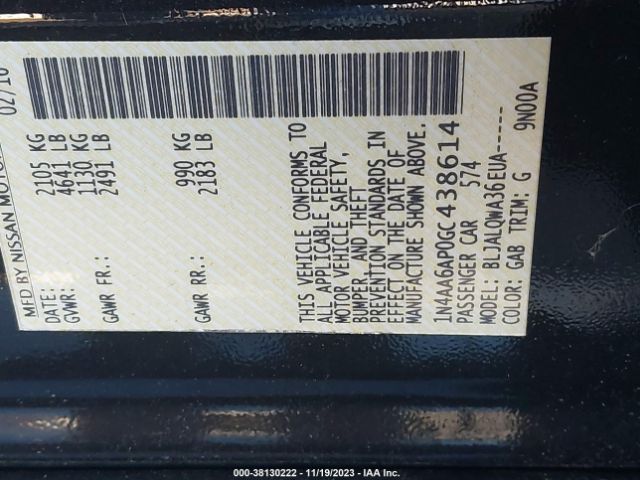 MFD BY NISSAN MOTOR
DATE: 02/16
GVWR: 2105 KG
4641 LB
GAWR FR.: 1130 KG
2491 LB
GAWR RR.: 990 KG
2183 LB
THIS VEHICLE CONFORMS TO
ALL APPLICABLE FEDERAL
MOTOR VEHICLE SAFETY,
BUMPER, AND THEFT
PREVENTION STANDARDS IN
EFFECT ON THE DATE OF
MANUFACTURE SHOWN ABOVE.
1N4AA6AP0GC438614
PASSENGER CAR 574
MODEL: BLJALQWA36EUA-----
COLOR: GAB TRIM: G 9N00A
000-38130222 - 11/19/2023 - IAA Inc.